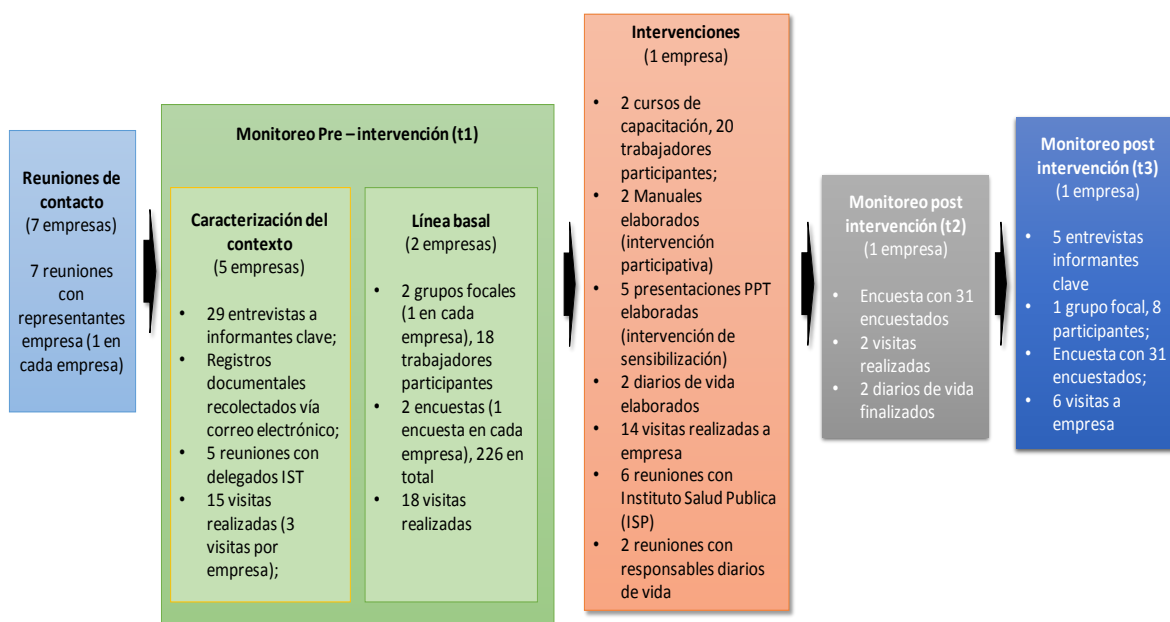 Reuniones de
contacto
(7 empresas)
7 reuniones
con
representantes
empresa (1 en
cada empresa)
Monitoreo Pre – intervención (t1)
Caracterización del
contexto
(5 empresas)
• 29 entrevistas a
informantes clave;
• Registros
documentales
recolectados vía
correo electrónico;
• 5 reuniones con
delegados IST
• 15 visitas
realizadas (3
visitas por
empresa);
Línea basal
(2 empresas)
• 2 grupos focales
(1 en cada
empresa), 18
trabajadores
participantes
• 2 encuestas (1
encuesta en cada
empresa), 226 en
total
• 18 visitas
realizadas
Intervenciones
(1 empresa)
• 2 cursos de
capacitación, 20
trabajadores
participantes;
• 2 Manuales
elaborados
(intervención
participativa)
• 5 presentaciones PPT
elaboradas
(intervención de
sensibilización)
• 2 diarios de vida
elaborados
• 14 visitas realizadas a
empresa
• 6 reuniones con
Instituto Salud Publica
(ISP)
• 2 reuniones con
responsables diarios
de vida
Monitoreo post
intervención (t2)
(1 empresa)
• Encuesta con 31
encuestados
• 2 visitas
realizadas
• 2 diarios de vida
finalizados
Monitoreo post
intervención (t3)
(1 empresa)
• 5 entrevistas
informantes
clave
• 1 grupo focal, 8
participantes;
• Encuesta con 31
encuestados;
• 6 visitas a
empresa